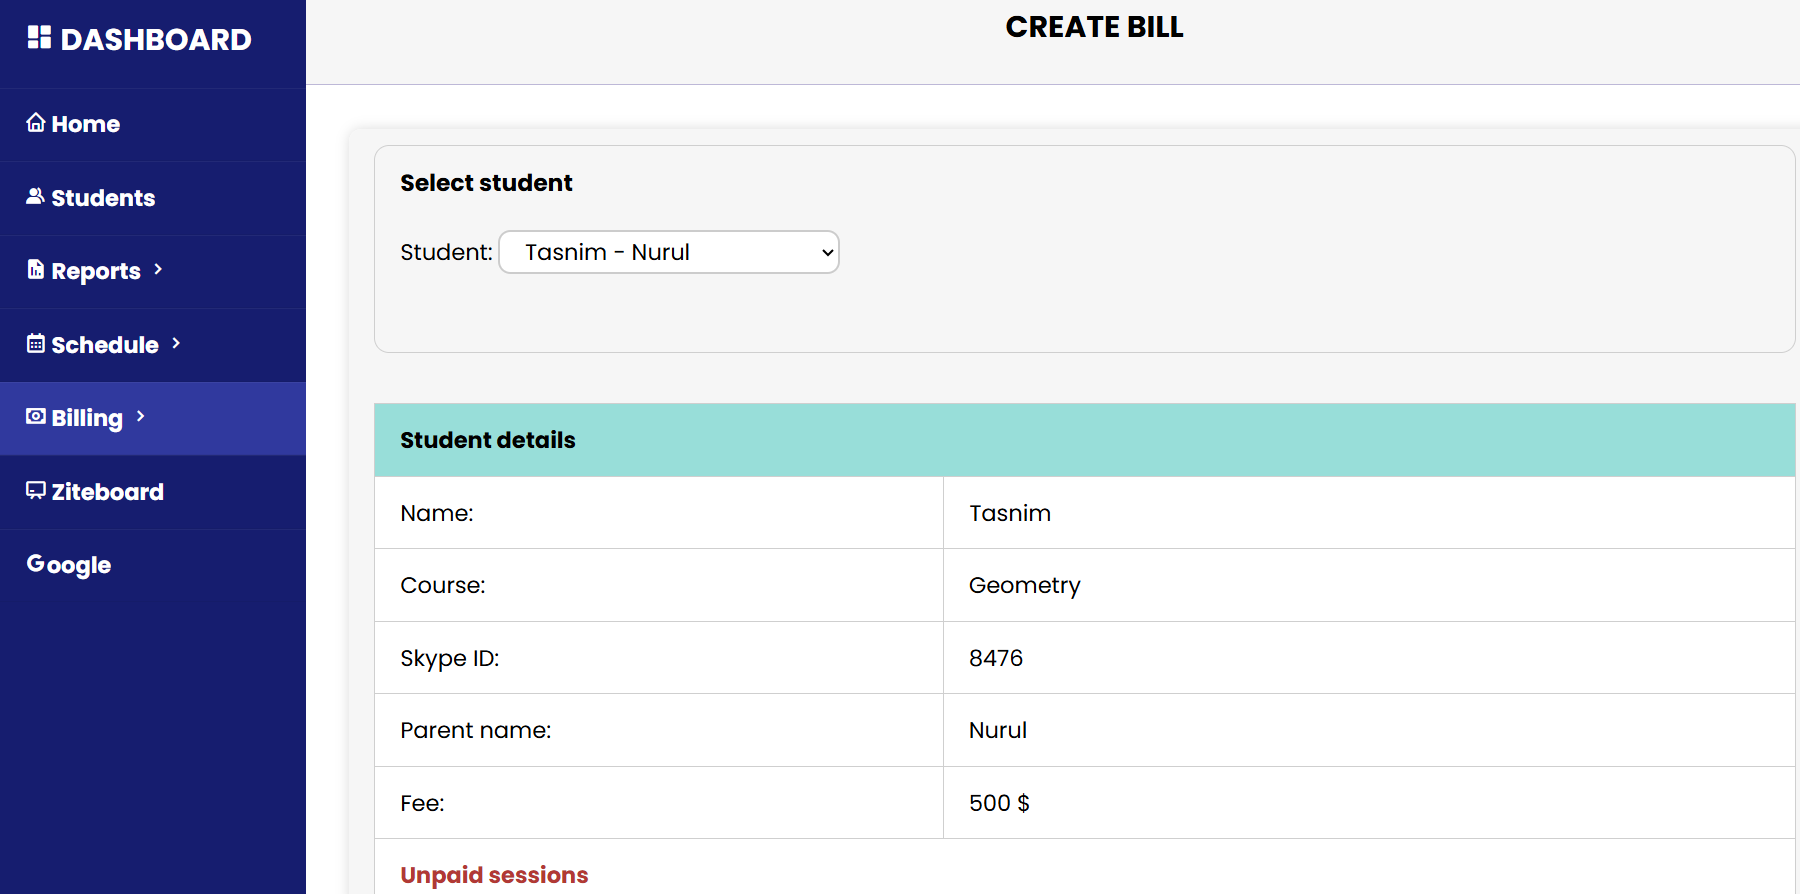 DASHBOARD
Home
Students
Reports
Schedule
Billing
Ziteboard
Google
CREATE BILL
Select student
Student: Tasnim - Nurul
Student details
Name: Tasnim
Course: Geometry
Skype ID: 8476
Parent name: Nurul
Fee: 500 $
Unpaid sessions